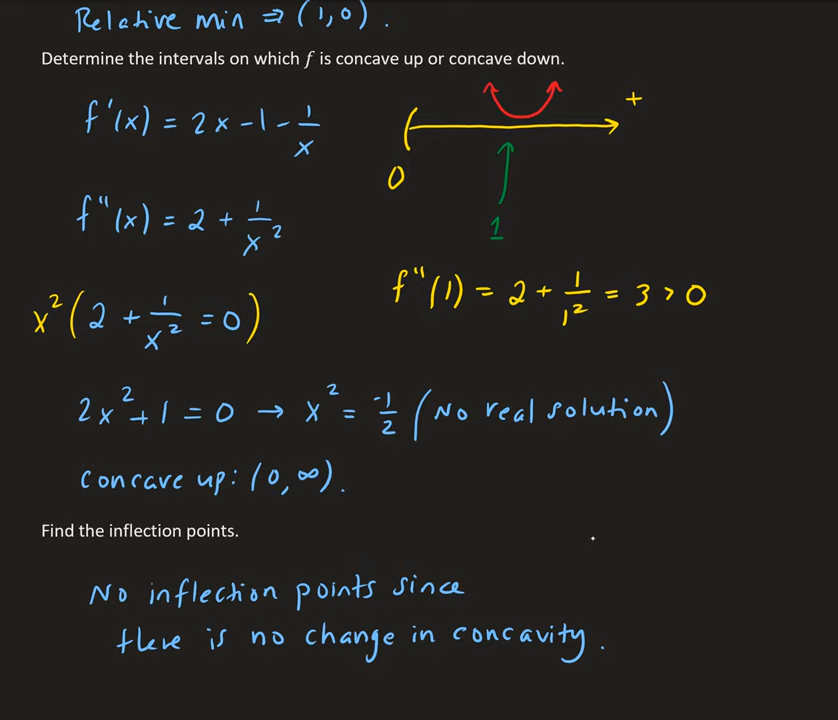 Relative min ⇒ (1,0).
Determine the intervals on which f is concave up or concave down.
f'(x) = 2x - 1 - 1/x
+
0
1
f"(x) = 2 + 1/x²
f"(1) = 2 + 1/1² = 3 > 0
x²(2 + 1/x² = 0)
2x² + 1 = 0 → x² = -1/2 (No real solution)
concave up: (0, ∞).
Find the inflection points.
No inflection points since
there is no change in concavity.